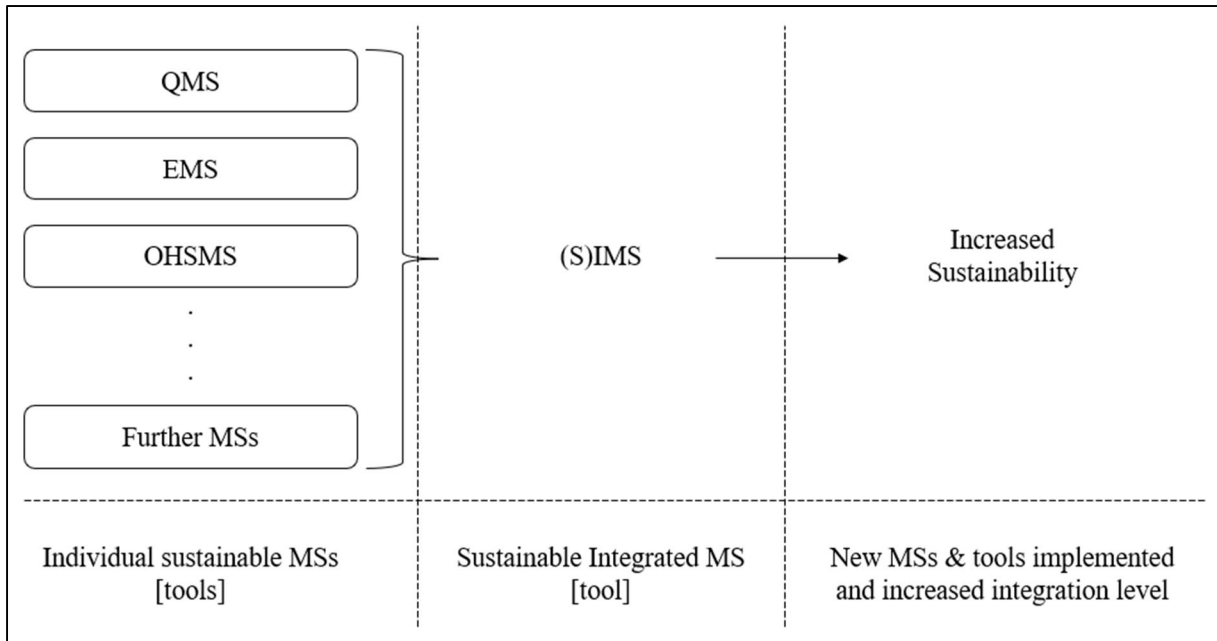 QMS
EMS
OHSMS
.
.
.
Further MSs
(S)IMS
Increased
Sustainability
Individual sustainable MSs
[tools]
Sustainable Integrated MS
[tool]
New MSs & tools implemented
and increased integration level